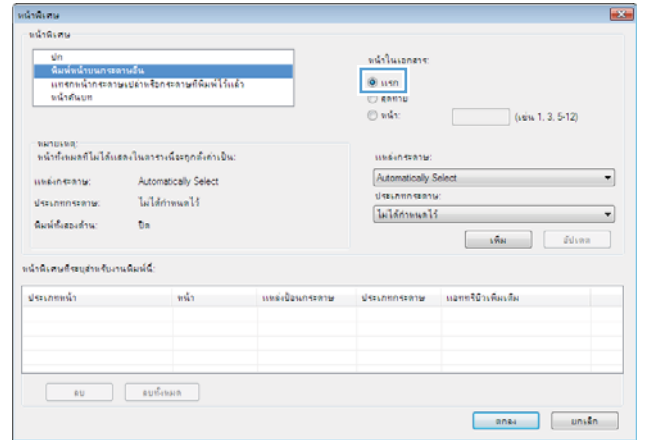 หน้าพิเศษ
หน้าพิเศษ
ปก
พิมพ์หน้าบนกระดาษอื่น
แทรกหน้ากระดาษเปล่าหรือกระดาษที่พิมพ์ไว้แล้ว
หน้าต้นบท
หน้าในเอกสาร:
แรก
สุดท้าย
หน้า: (เช่น 1, 3, 5-12)
หมายเหตุ:
หน้าทั้งหมดที่ไม่ได้แสดงในตารางนี้จะถูกตั้งค่าเป็น:
แหล่งกระดาษ: Automatically Select
ประเภทกระดาษ: ไม่ได้กำหนดไว้
พิมพ์ทั้งสองด้าน: ปิด
แหล่งกระดาษ:
Automatically Select
ประเภทกระดาษ:
ไม่ได้กำหนดไว้
เพิ่ม อัปเดต
หน้าพิเศษที่ระบุสำหรับงานพิมพ์นี้:
ประเภทหน้า หน้า แหล่งป้อนกระดาษ ประเภทกระดาษ แอททริบิวเพิ่มเติม
ลบ ลบทั้งหมด
ตกลง ยกเลิก